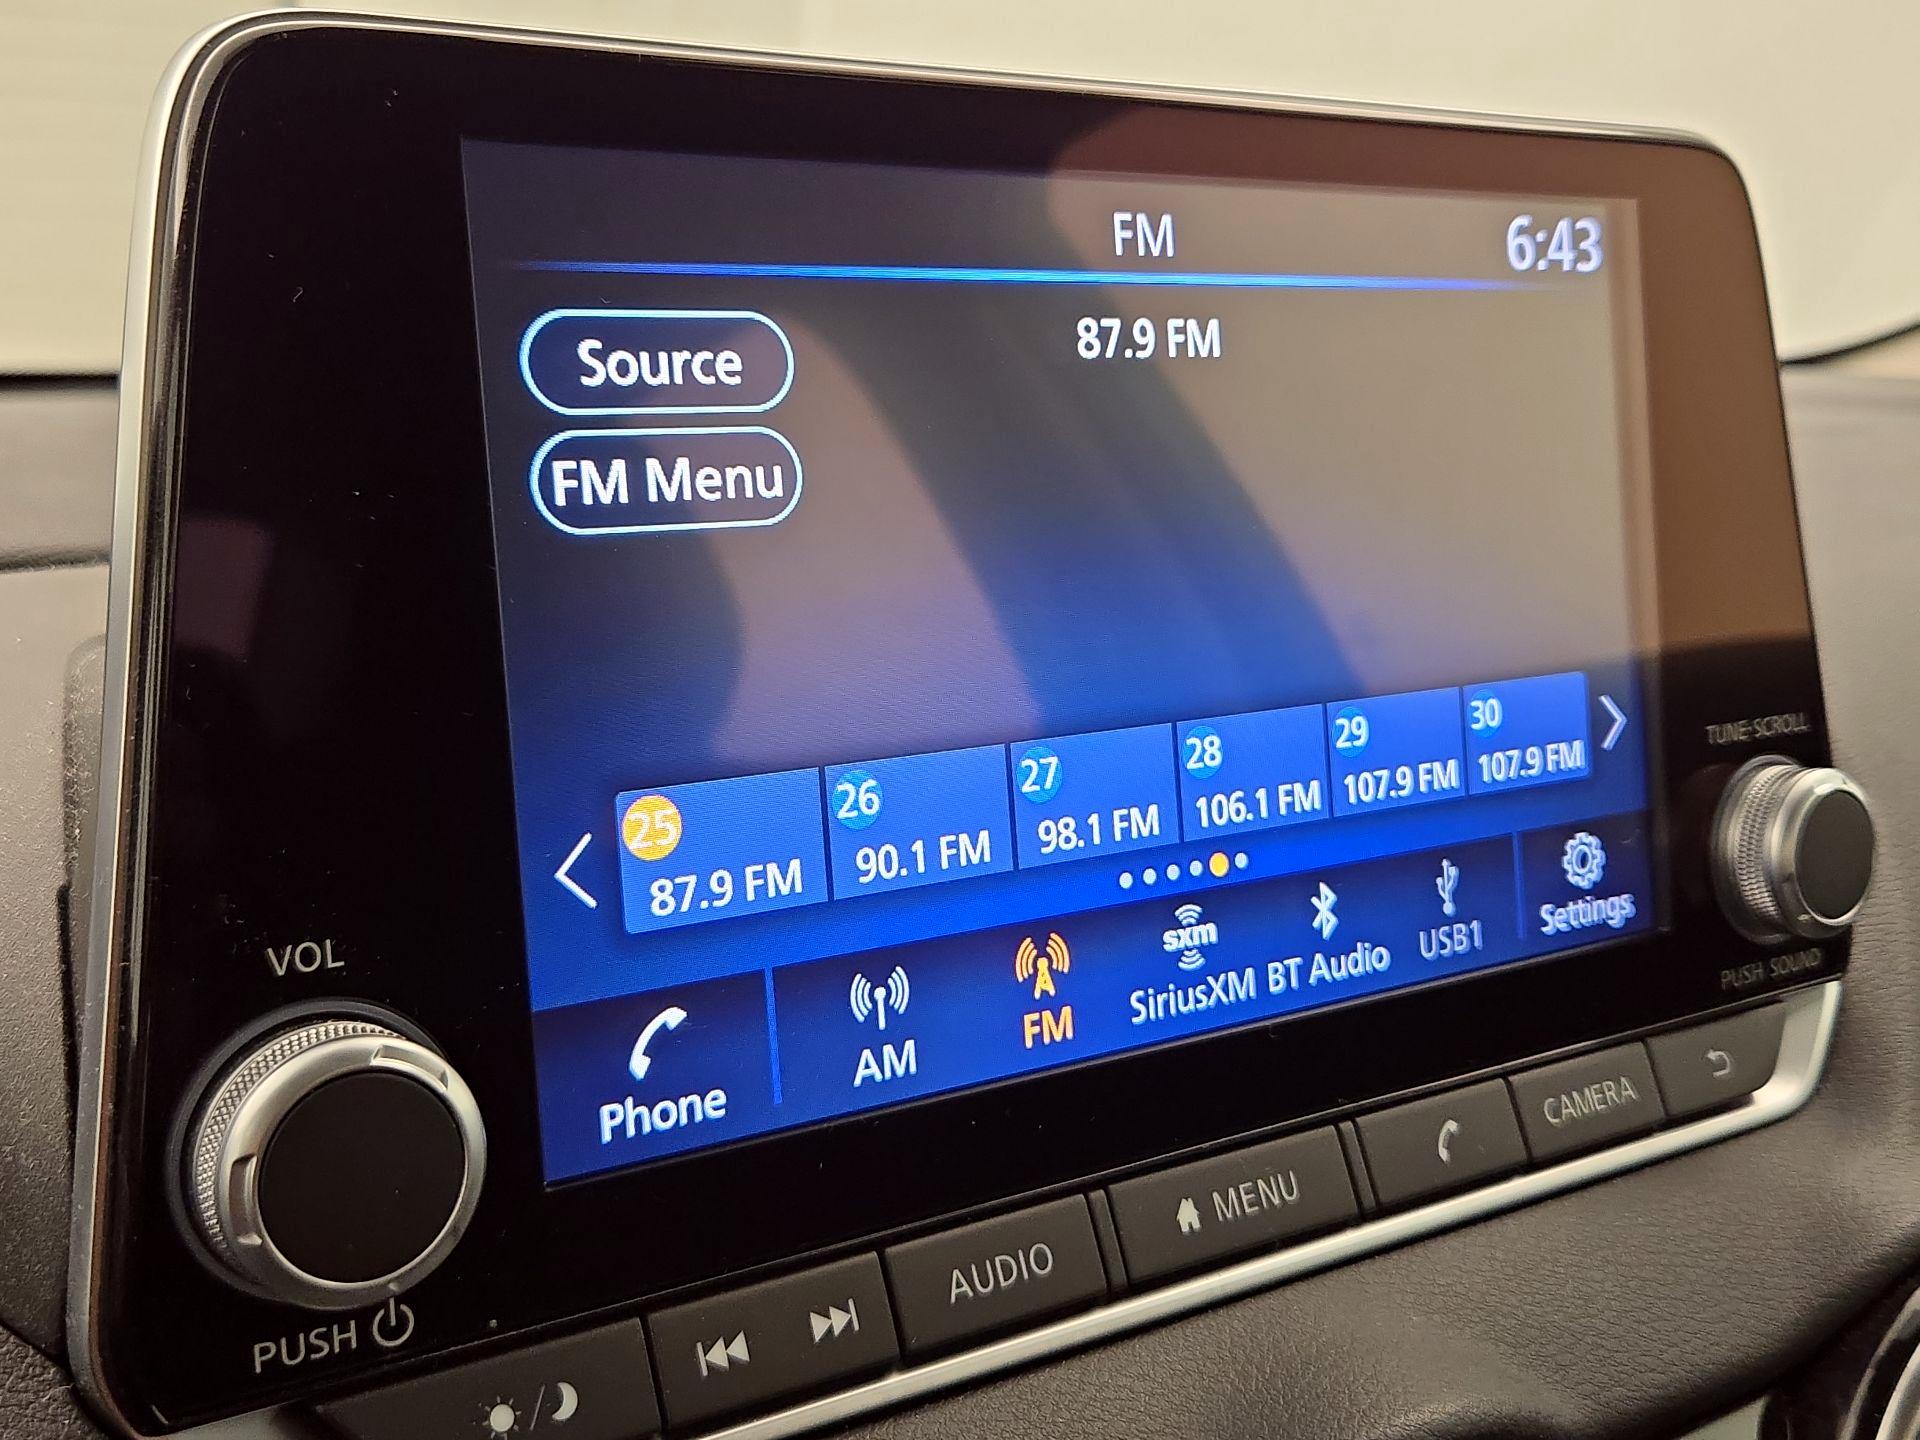 FM
6:43
87.9 FM
Source
FM Menu
25
87.9 FM
26
90.1 FM
27
98.1 FM
28
106.1 FM
29
107.9 FM
30
107.9 FM
Phone
AM
FM
sxm
SiriusXM
BT Audio
USB1
Settings
VOL
PUSH
TUNE·SCROLL
PUSH SOUND
AUDIO
MENU
CAMERA